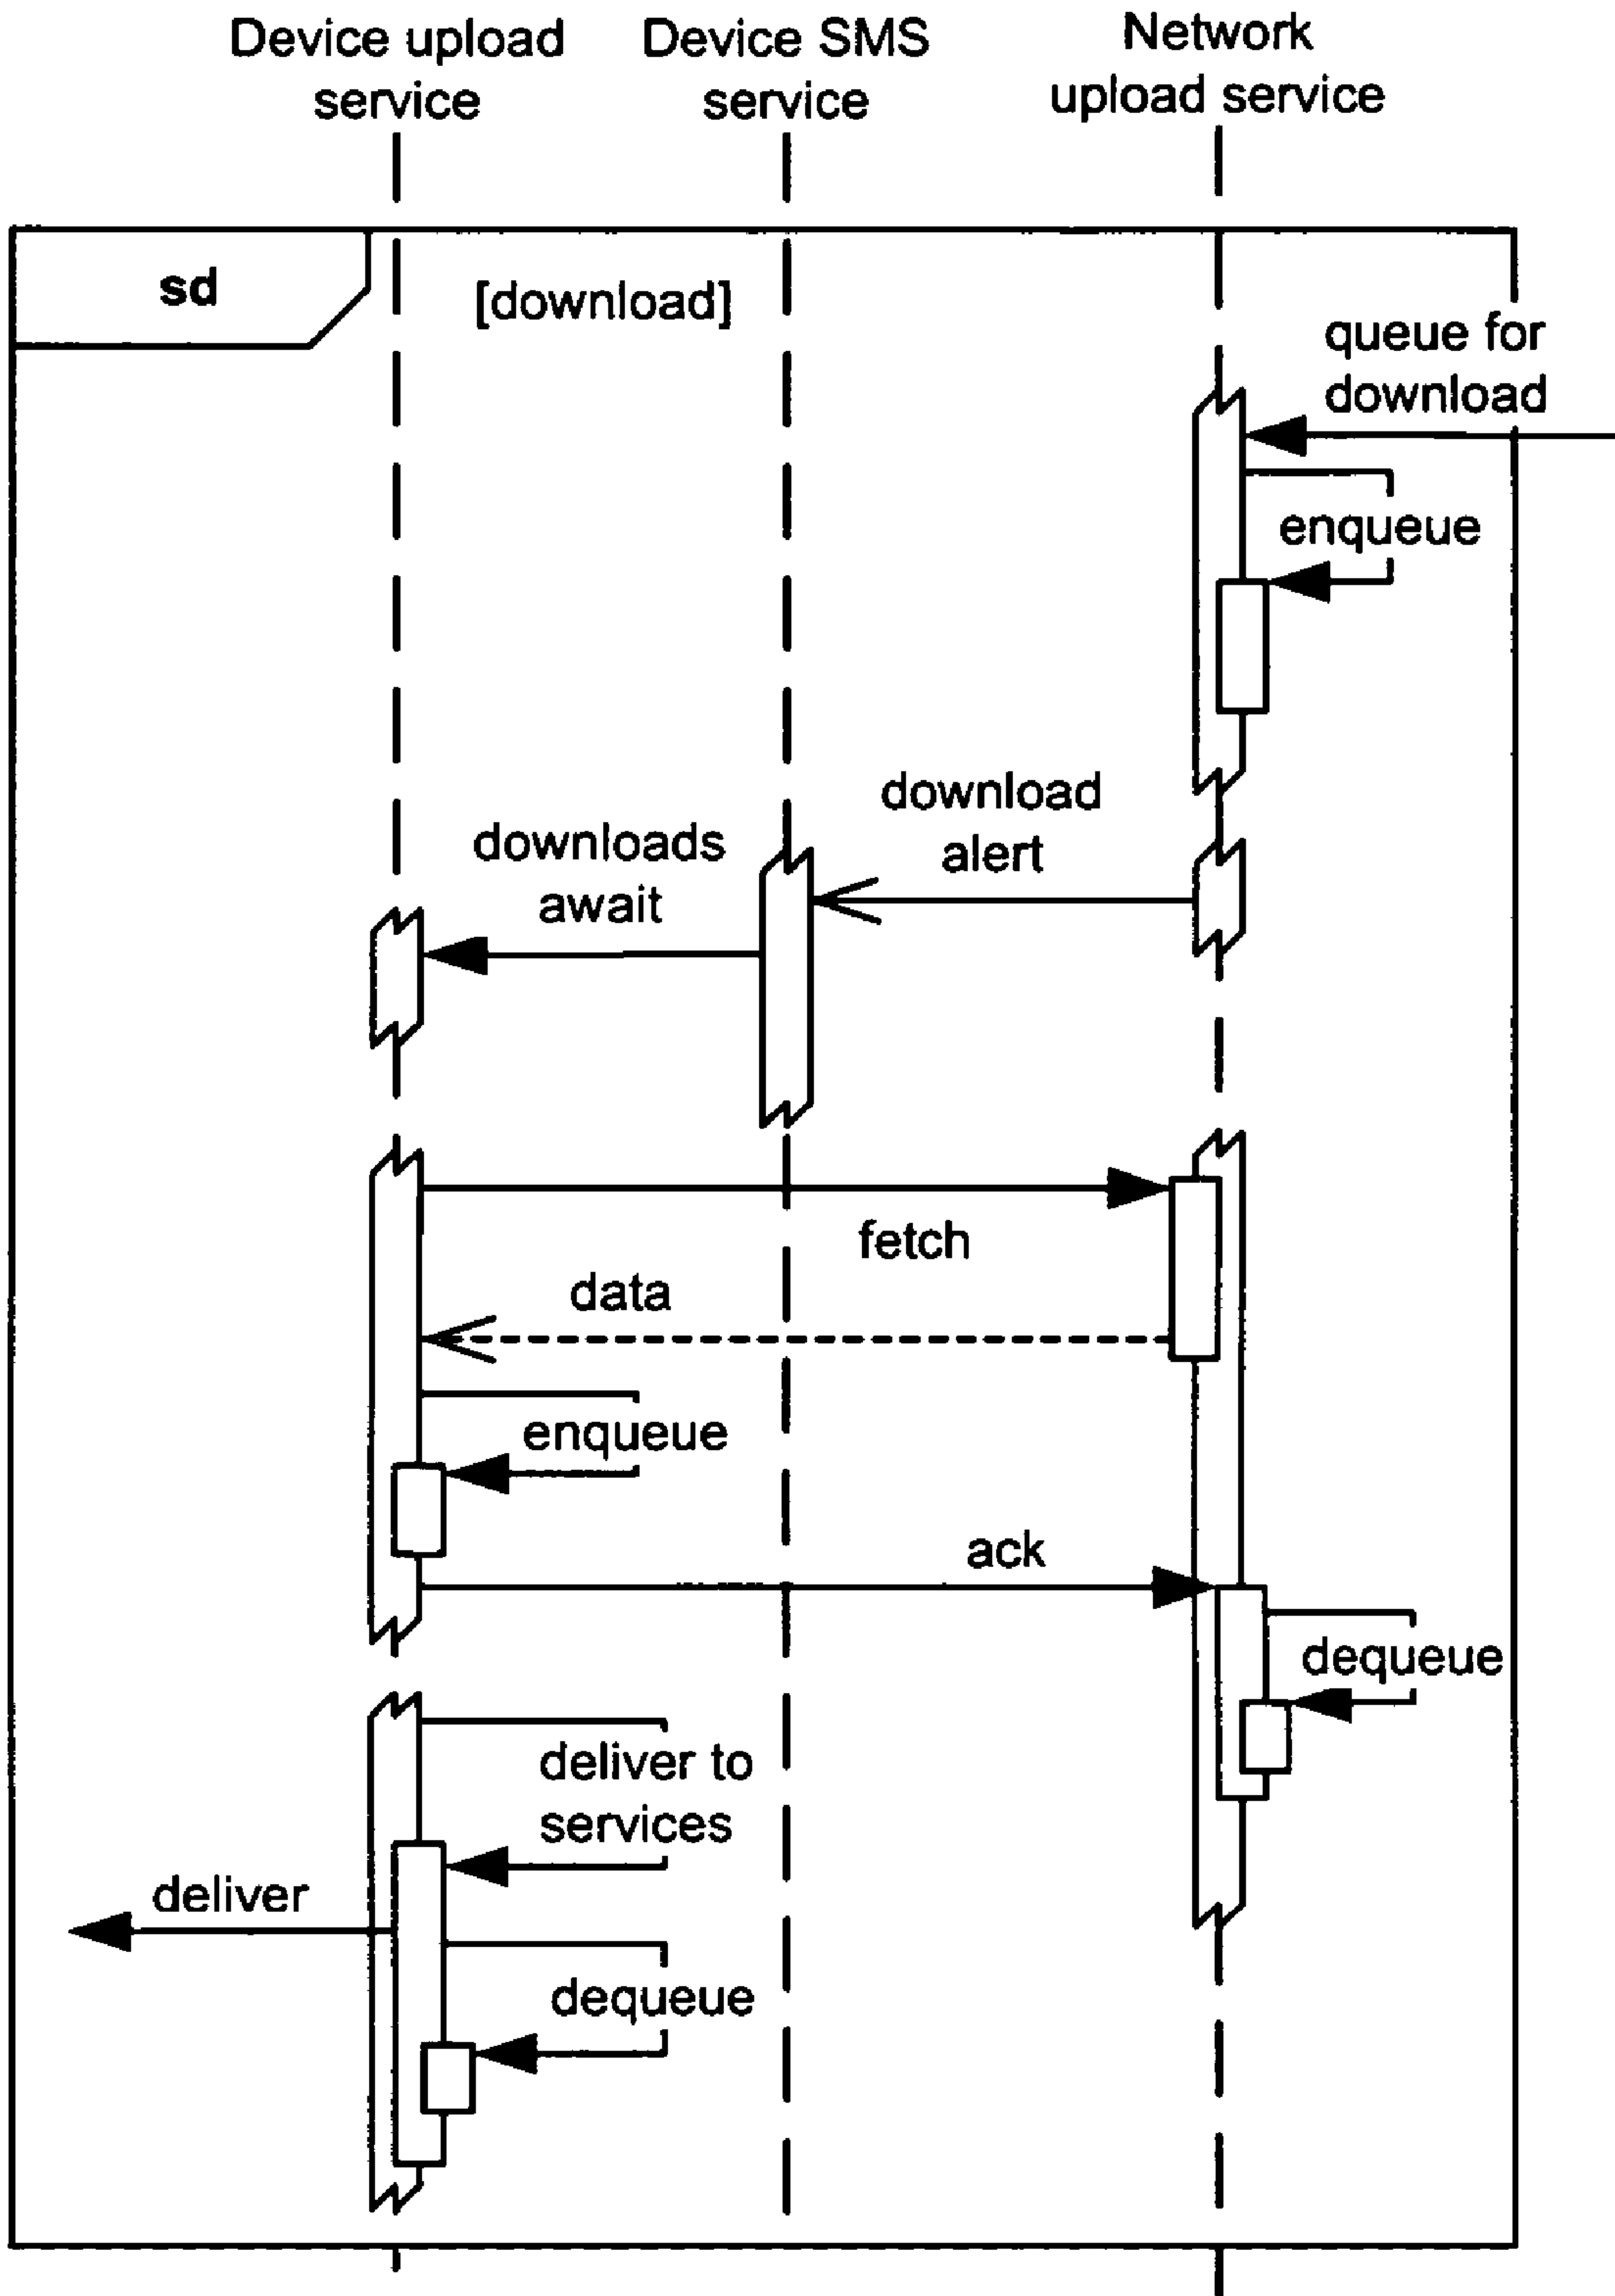 Device upload
service
Device SMS
service
Network
upload service
sd
[download]
queue for
download
enqueue
download
alert
downloads
await
fetch
data
enqueue
ack
dequeue
deliver to
services
deliver
dequeue